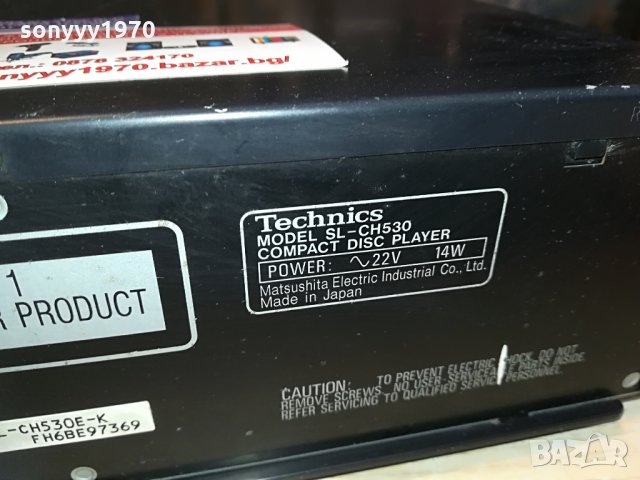 sonyyy1970
тел.: 0878 324170
sonyyy1970.bazar.bg/
Technics
MODEL SL-CH530
COMPACT DISC PLAYER
POWER: ∿22V 14W
Matsushita Electric Industrial Co., Ltd.
Made in Japan
1
PRODUCT
CAUTION: TO PREVENT ELECTRIC SHOCK, DO NOT
REMOVE SCREWS. NO USER SERVICEABLE PARTS INSIDE.
REFER SERVICING TO QUALIFIED SERVICE PERSONNEL.
L-CH530E-K
FH6BE97369
BAZAR